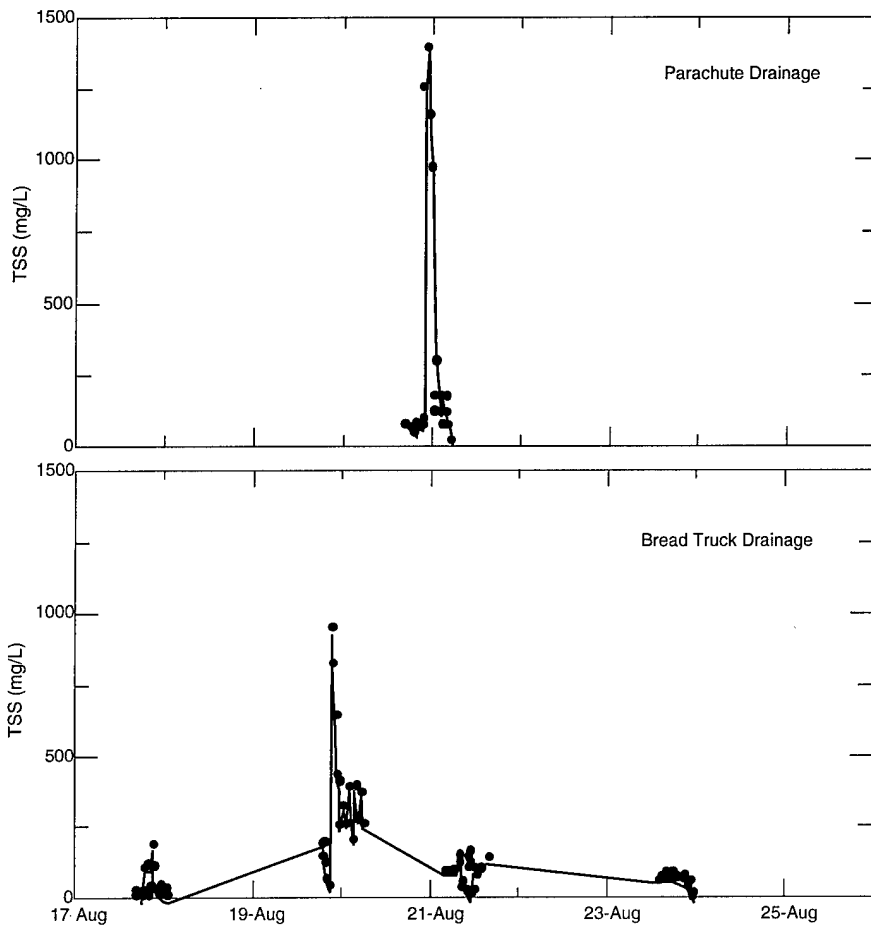 1500
Parachute Drainage
1000
TSS (mg/L)
500
0
1500
Bread Truck Drainage
1000
TSS (mg/L)
500
0
17-Aug 19-Aug 21-Aug 23-Aug 25-Aug